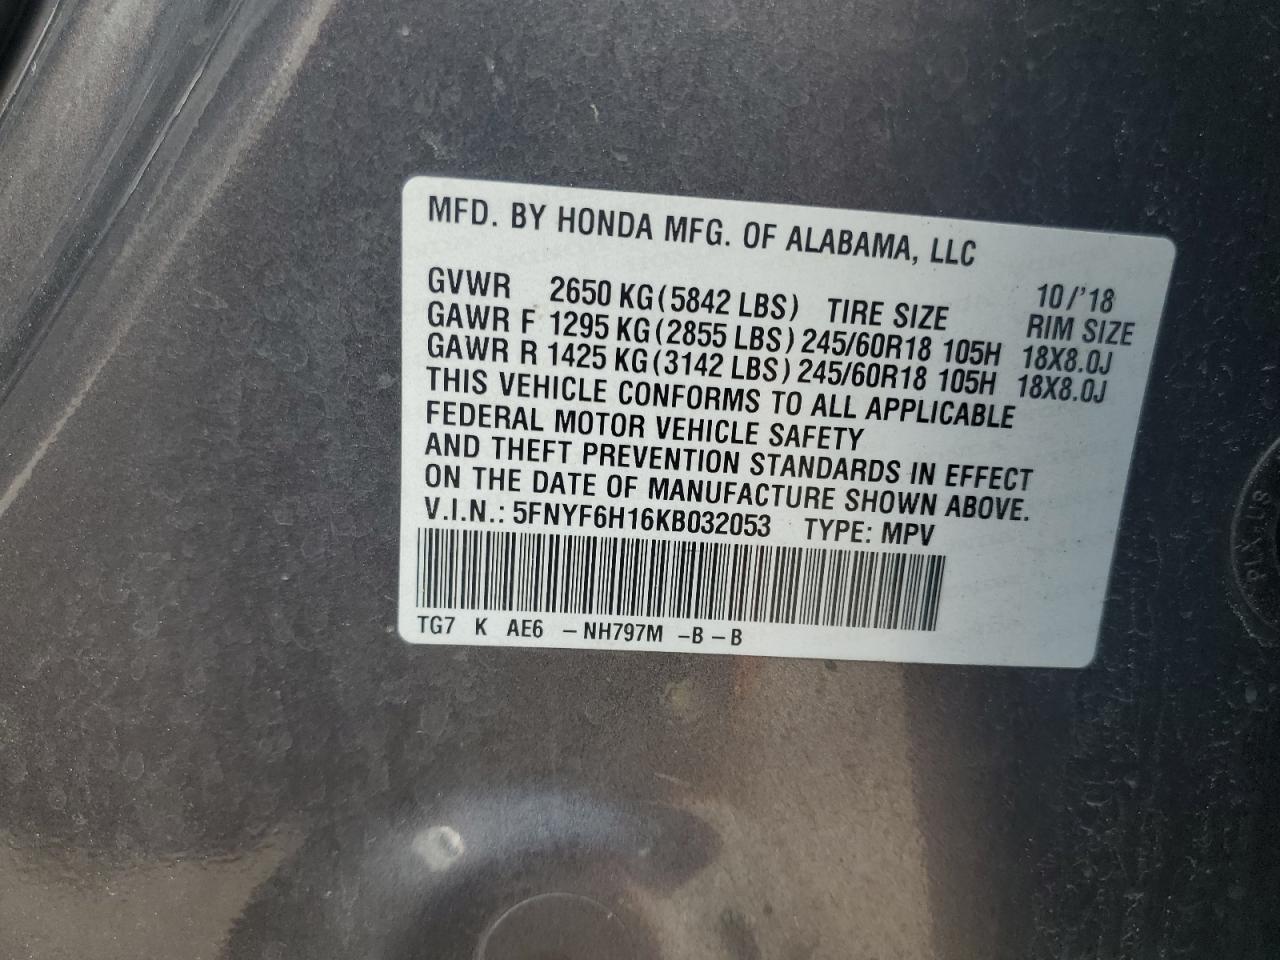 MFD. BY HONDA MFG. OF ALABAMA, LLC
10/'18
GVWR 2650 KG (5842 LBS) TIRE SIZE RIM SIZE
GAWR F 1295 KG (2855 LBS) 245/60R18 105H 18X8.0J
GAWR R 1425 KG (3142 LBS) 245/60R18 105H 18X8.0J
THIS VEHICLE CONFORMS TO ALL APPLICABLE
FEDERAL MOTOR VEHICLE SAFETY
AND THEFT PREVENTION STANDARDS IN EFFECT
ON THE DATE OF MANUFACTURE SHOWN ABOVE.
V.I.N.: 5FNYF6H16KB032053 TYPE: MPV
TG7 K AE6 -NH797M -B-B